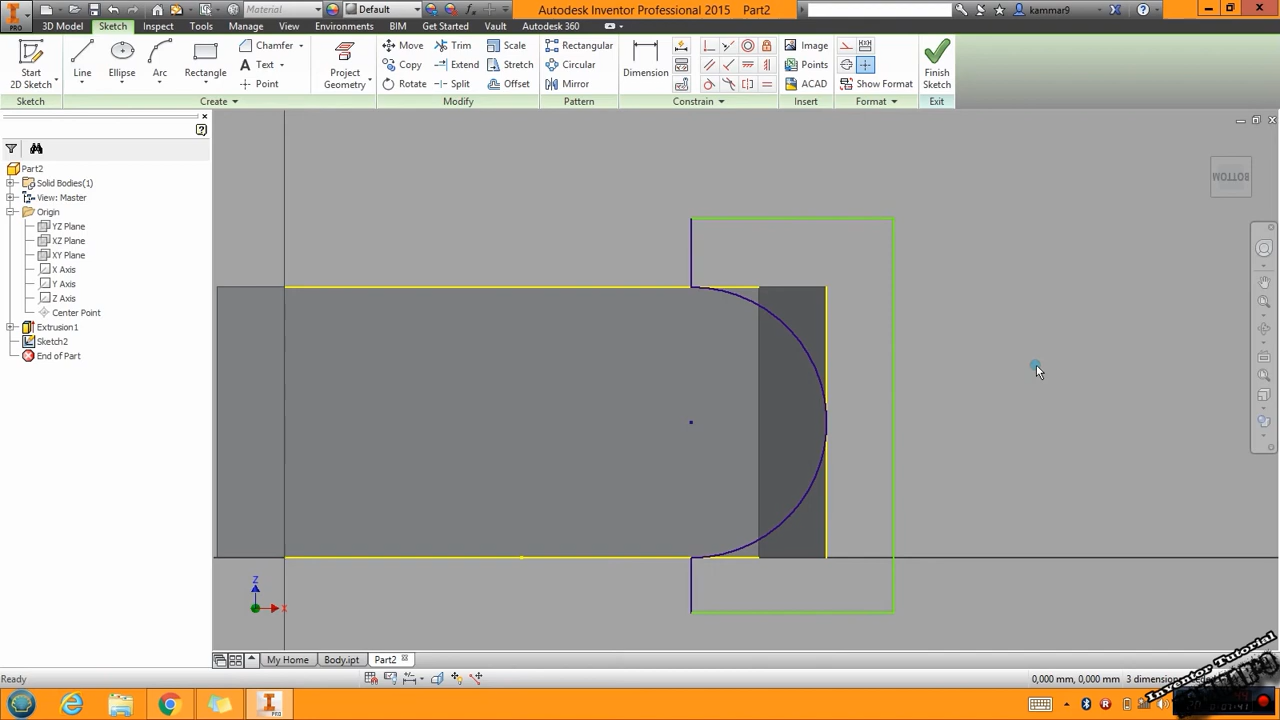 Material
Default
Autodesk Inventor Professional 2015 Part2
kammar9
PRO
3D Model Sketch Inspect Tools Manage View Environments BIM Get Started Vault Autodesk 360
Start
2D Sketch
Line
Ellipse
Arc
Rectangle
Chamfer
Text
Point
Project
Geometry
Move
Copy
Rotate
Trim
Extend
Split
Scale
Stretch
Offset
Rectangular
Circular
Mirror
Dimension
Image
Points
ACAD
Show Format
Finish
Sketch
Sketch Create Modify Pattern Constrain Insert Format Exit
Part2
Solid Bodies(1)
View: Master
Origin
YZ Plane
XZ Plane
XY Plane
X Axis
Y Axis
Z Axis
Center Point
Extrusion1
Sketch2
End of Part
BOTTOM
Z
X
My Home Body.ipt Part2
Ready
0,000 mm, 0,000 mm 3 dimension
Inventor Tutorial
PRO